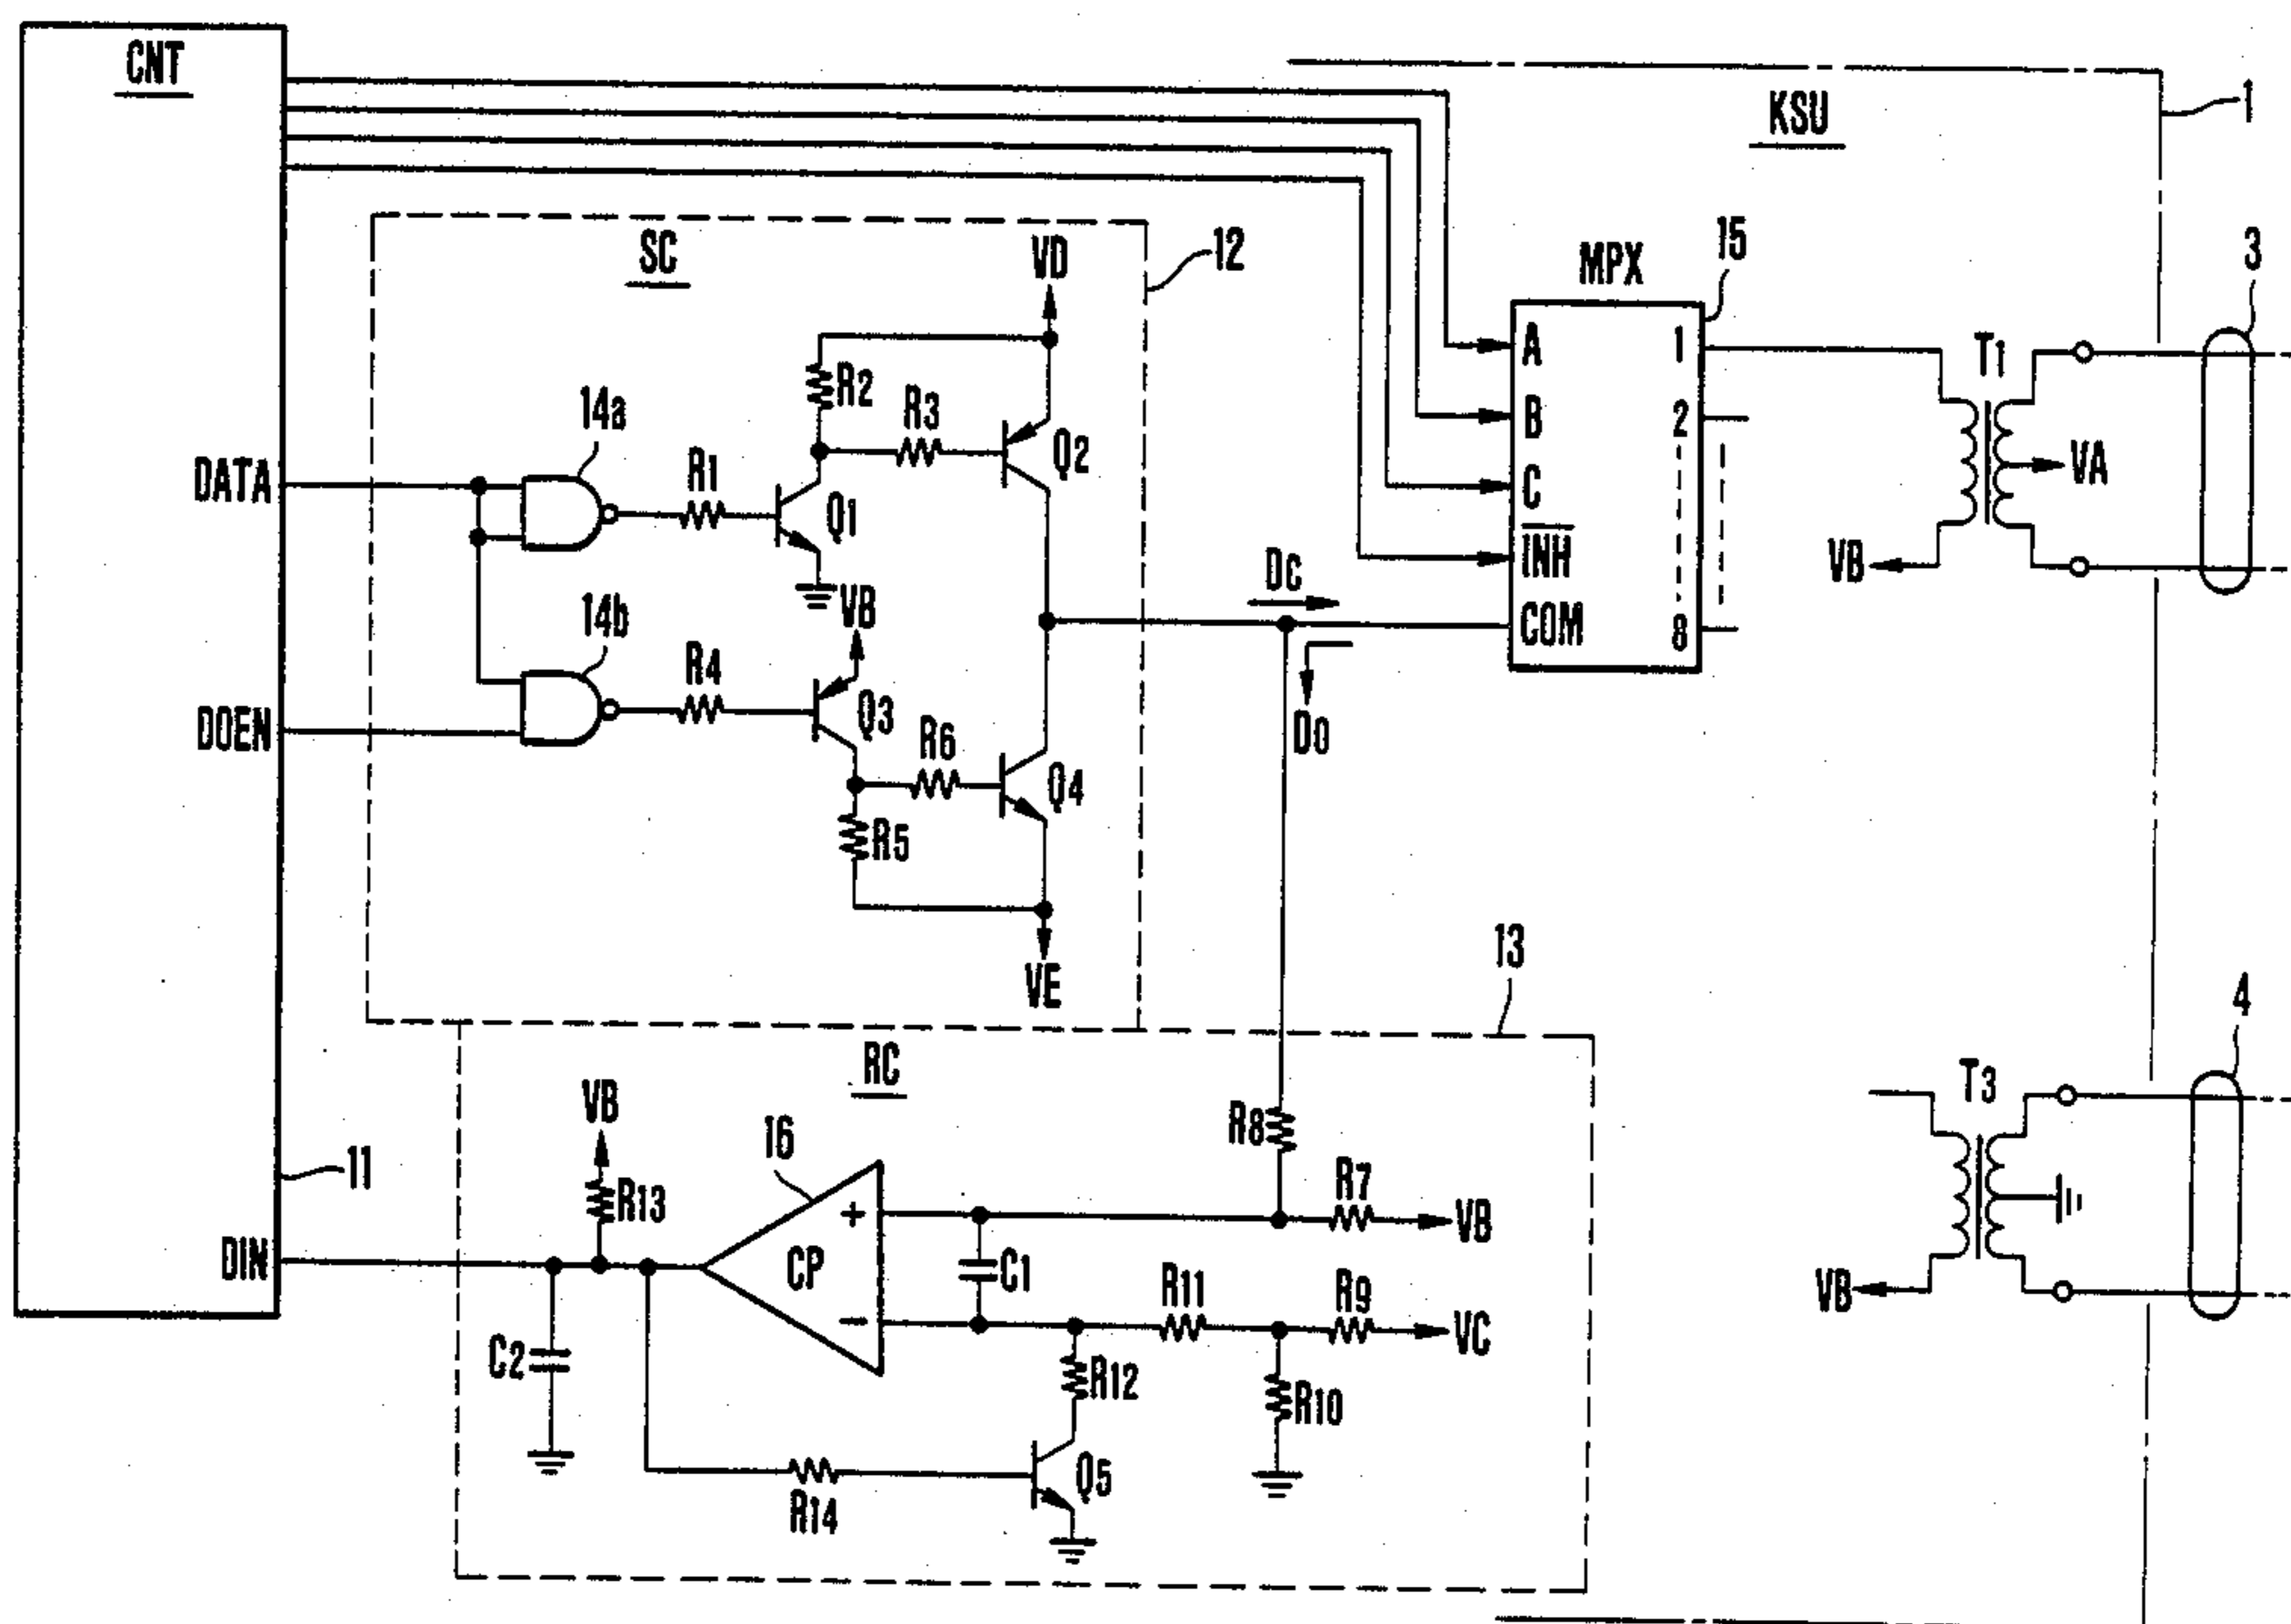 CNT
KSU
1
SC
12
VD
MPX
15
3
A
1
T1
R2
R3
14a
B
2
Q2
VA
DATA
R1
C
Q1
INH
VB
DC
14b
VB
COM
8
R4
DOEN
Q3
D0
R6
Q4
R5
VE
13
4
RC
VB
T3
16
R8
11
R13
R7
+
VB
DIN
CP
C1
R11
R9
VB
−
VC
C2
R12
R10
Q5
R14